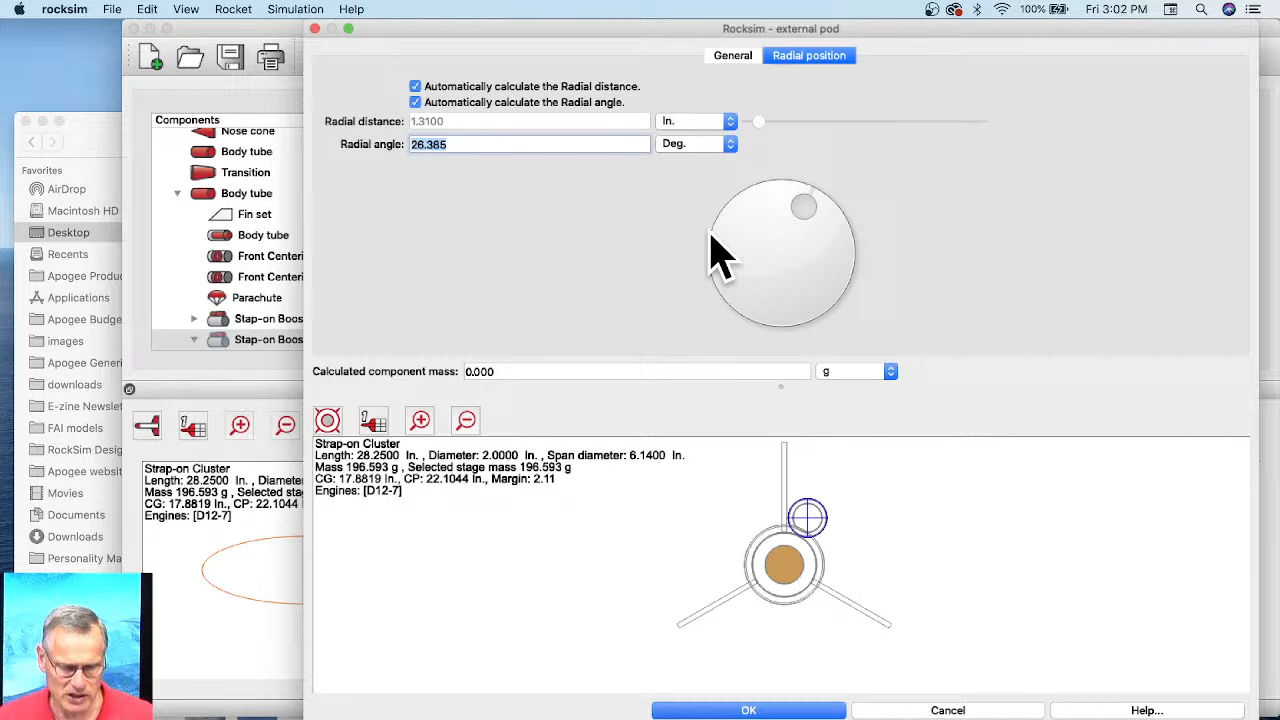 rocksim File Edit View Rocket Simulation Help 100% Fri 3:02 PM
Rocksim - external pod
General Radial position
Automatically calculate the Radial distance.
Automatically calculate the Radial angle.
Radial distance: 1.3100 In.
Radial angle: 26.385 Deg.
Calculated component mass: 0.000 g
Strap-on Cluster
Length: 28.2500 In., Diameter: 2.0000 In., Span diameter: 6.1400 In.
Mass 196.593 g , Selected stage mass 196.593 g
CG: 17.8819 In., CP: 22.1044 In., Margin: 2.11
Engines: [D12-7]
OK Cancel Help...
Components
Nose cone
Body tube
Transition
Body tube
Fin set
Body tube
Front Centeri
Front Centeri
Parachute
Stap-on Boos
Stap-on Boos
Strap-on Cluster
Length: 28.2500 In., Diamete
Mass 196.593 g , Selected stag
CG: 17.8819 In., CP: 22.1044
Engines: [D12-7]
Favorites
AirDrop
Macintosh HD
Desktop
Recents
Apogee Produ
Applications
Apogee Budge
images
Apogee Generi
downloads
E-zine Newslet
FAI models
RockSim Desig
Apogee websit
Movies
Documents
Downloads
Personality Ma